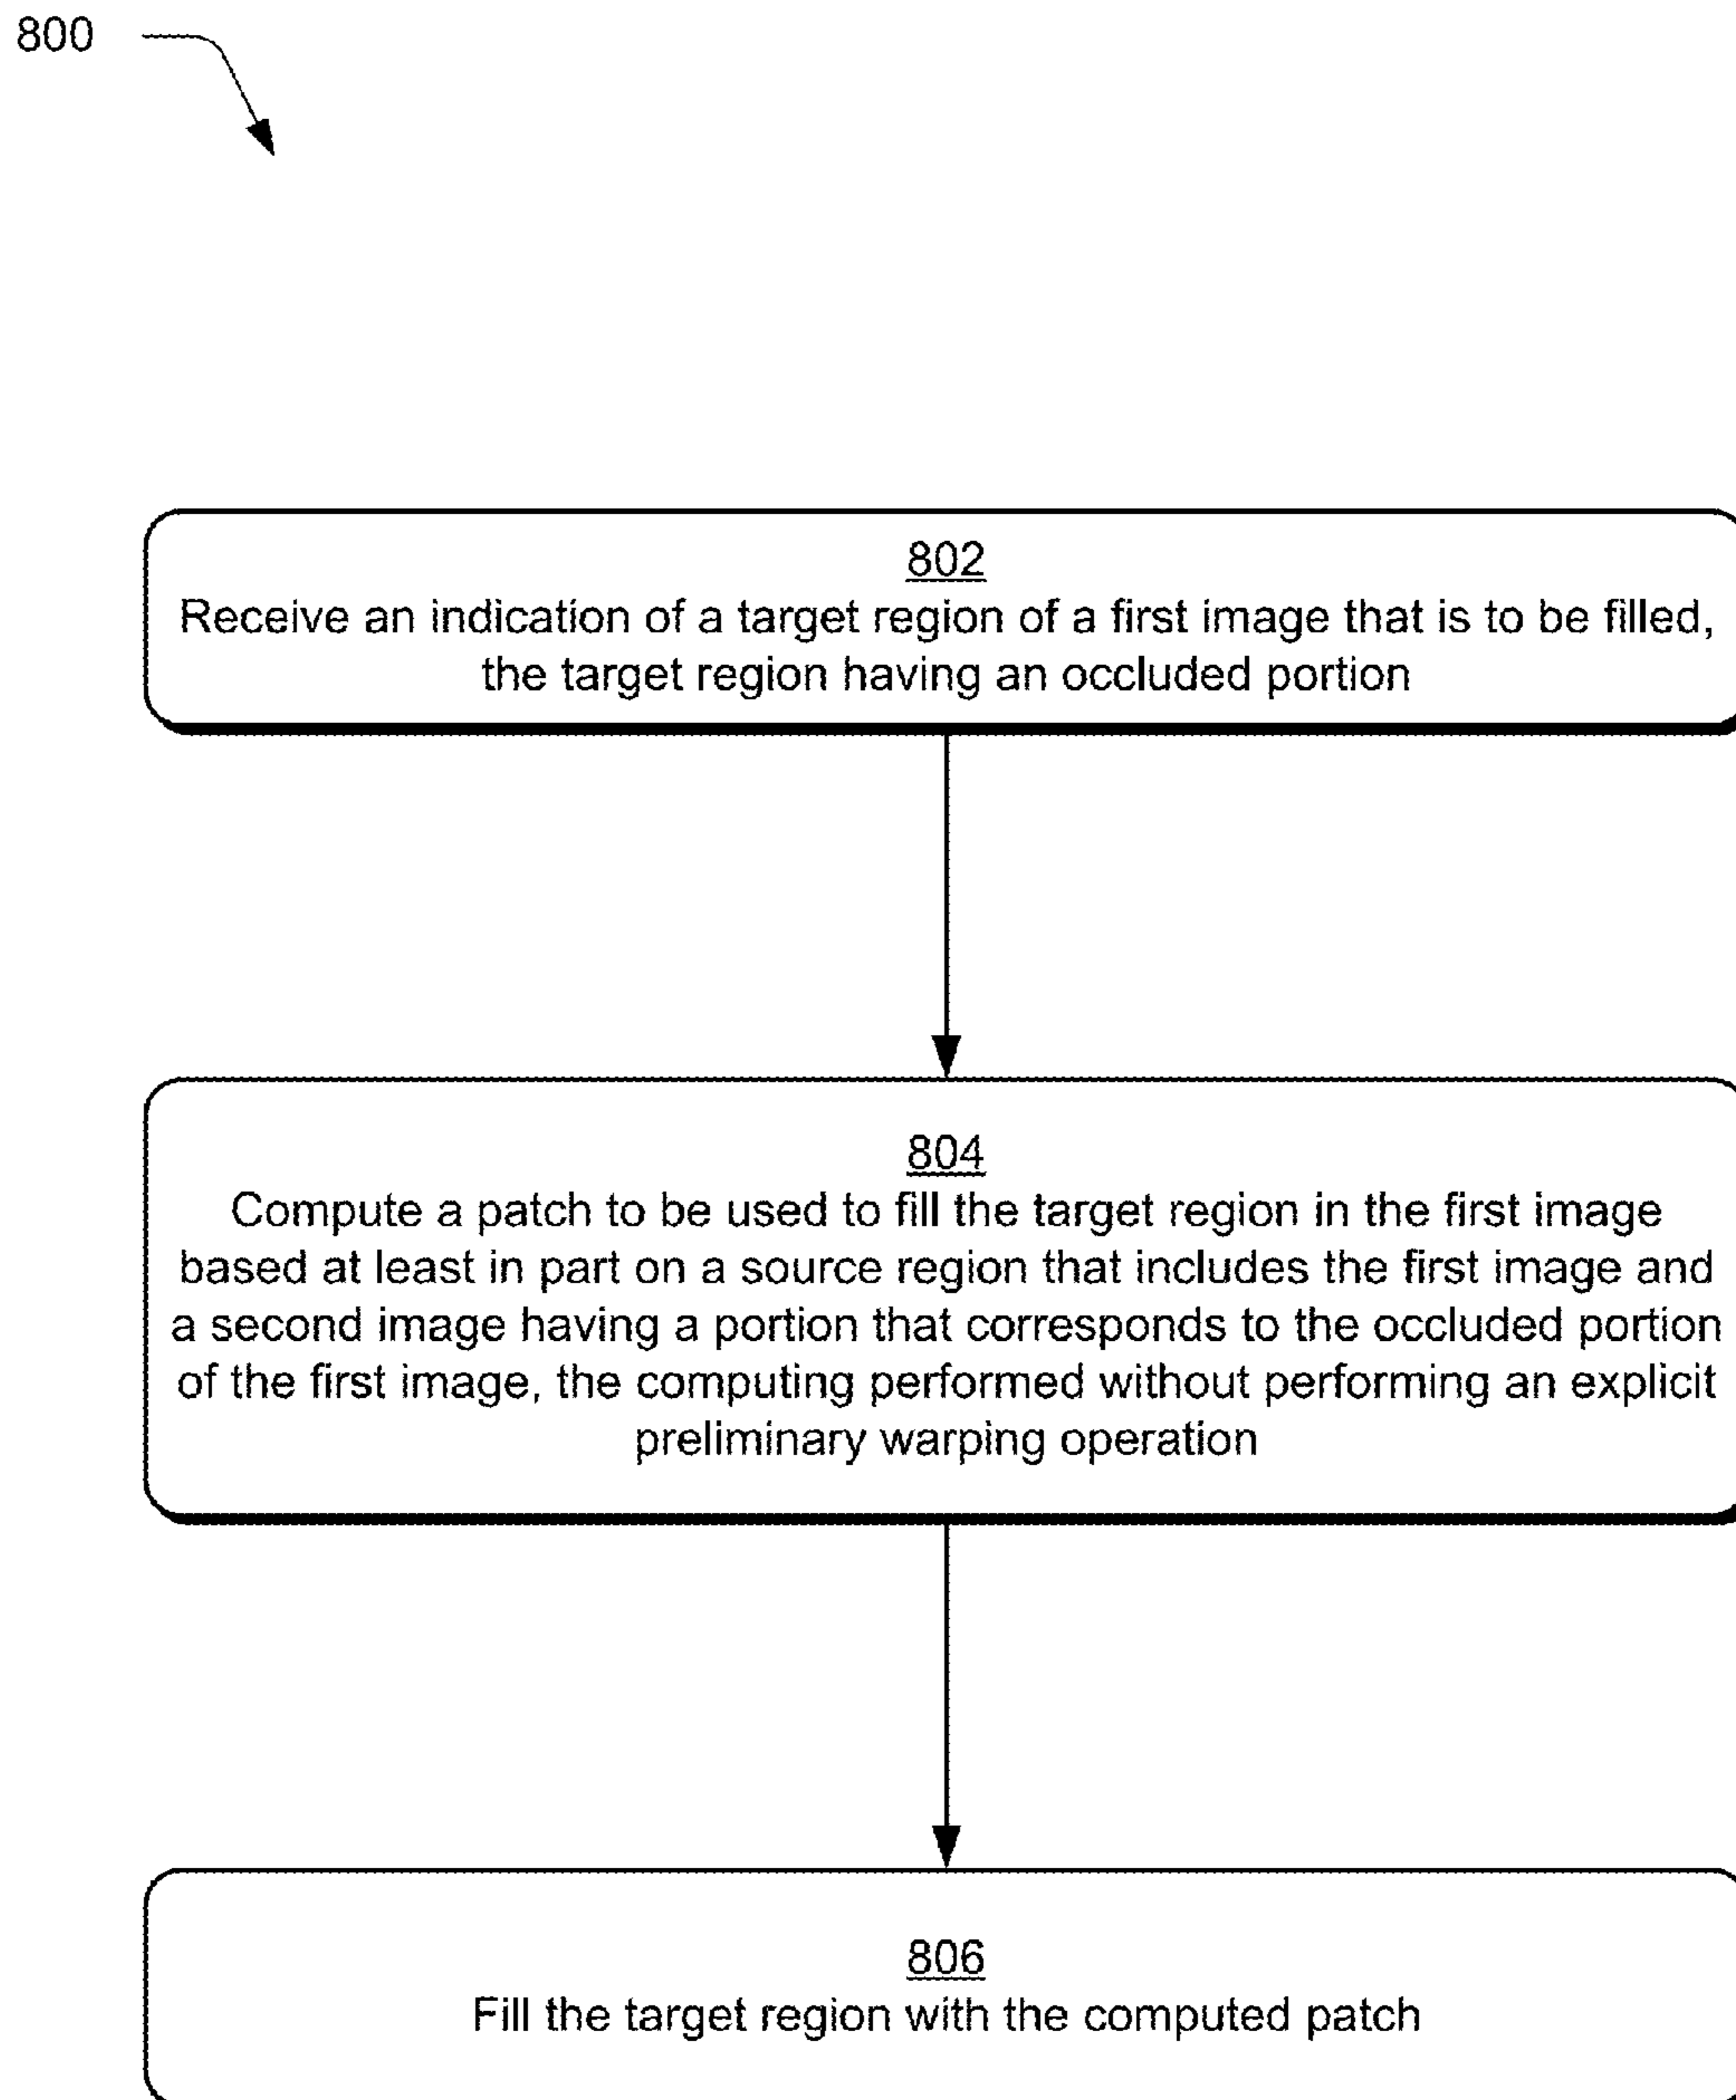 800
802
Receive an indication of a target region of a first image that is to be filled,
the target region having an occluded portion
804
Compute a patch to be used to fill the target region in the first image
based at least in part on a source region that includes the first image and
a second image having a portion that corresponds to the occluded portion
of the first image, the computing performed without performing an explicit
preliminary warping operation
806
Fill the target region with the computed patch